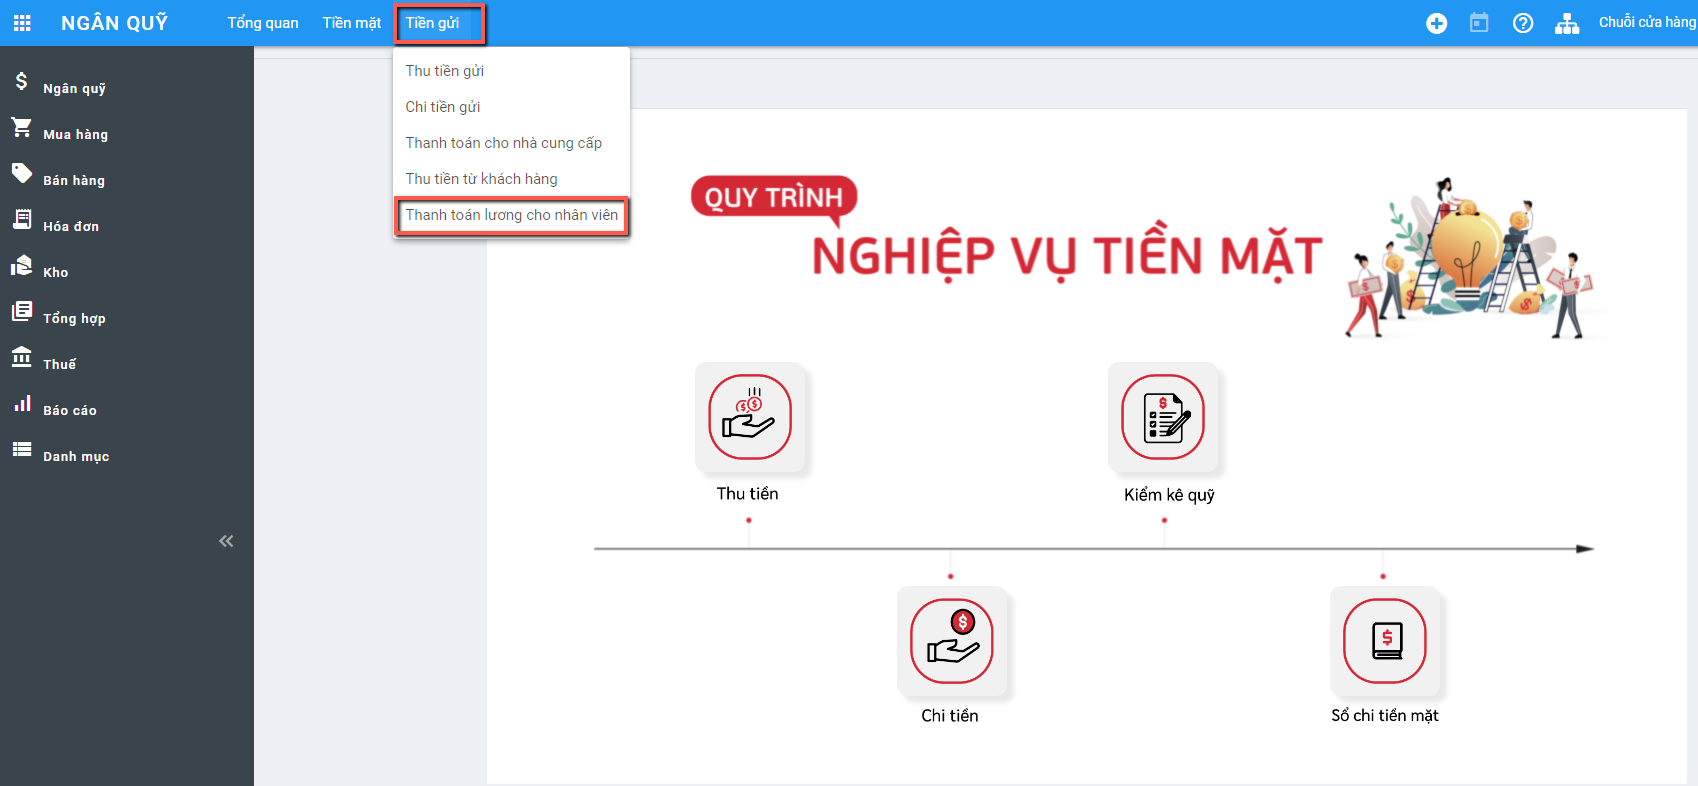 NGÂN QUỸ
Tổng quan
Tiền mặt
Tiền gửi
Chuỗi cửa hàng
Ngân quỹ
Mua hàng
Bán hàng
Hóa đơn
Kho
Tổng hợp
Thuế
Báo cáo
Danh mục
Thu tiền gửi
Chi tiền gửi
Thanh toán cho nhà cung cấp
Thu tiền từ khách hàng
Thanh toán lương cho nhân viên
QUY TRÌNH
NGHIỆP VỤ TIỀN MẶT
Thu tiền
Kiểm kê quỹ
Chi tiền
Sổ chi tiền mặt